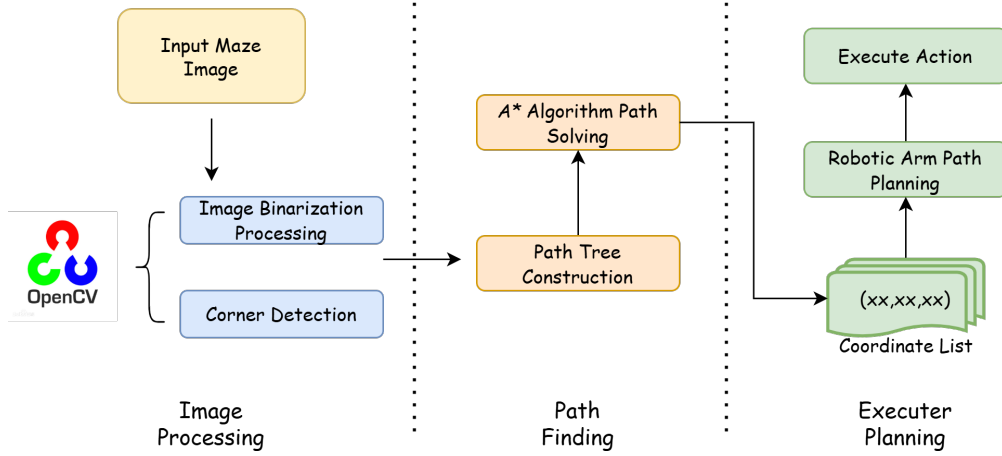 Input Maze
Image
Image Binarization
Processing
OpenCV
Corner Detection
Image
Processing
A* Algorithm Path
Solving
Path Tree
Construction
Path
Finding
Execute Action
Robotic Arm Path
Planning
(xx,xx,xx)
Coordinate List
Executer
Planning